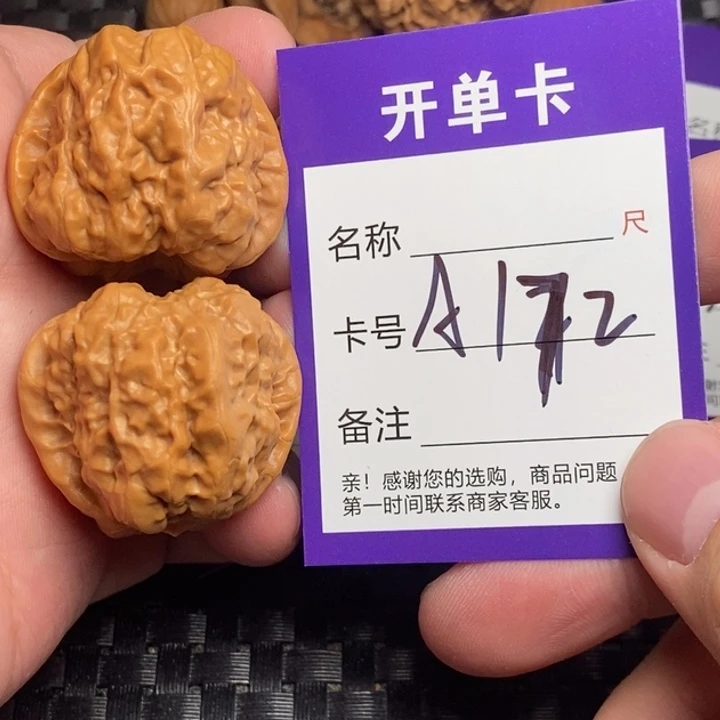 开单卡
名称 尺
卡号 A172
备注
亲！感谢您的选购，商品问题
第一时间联系商家客服。